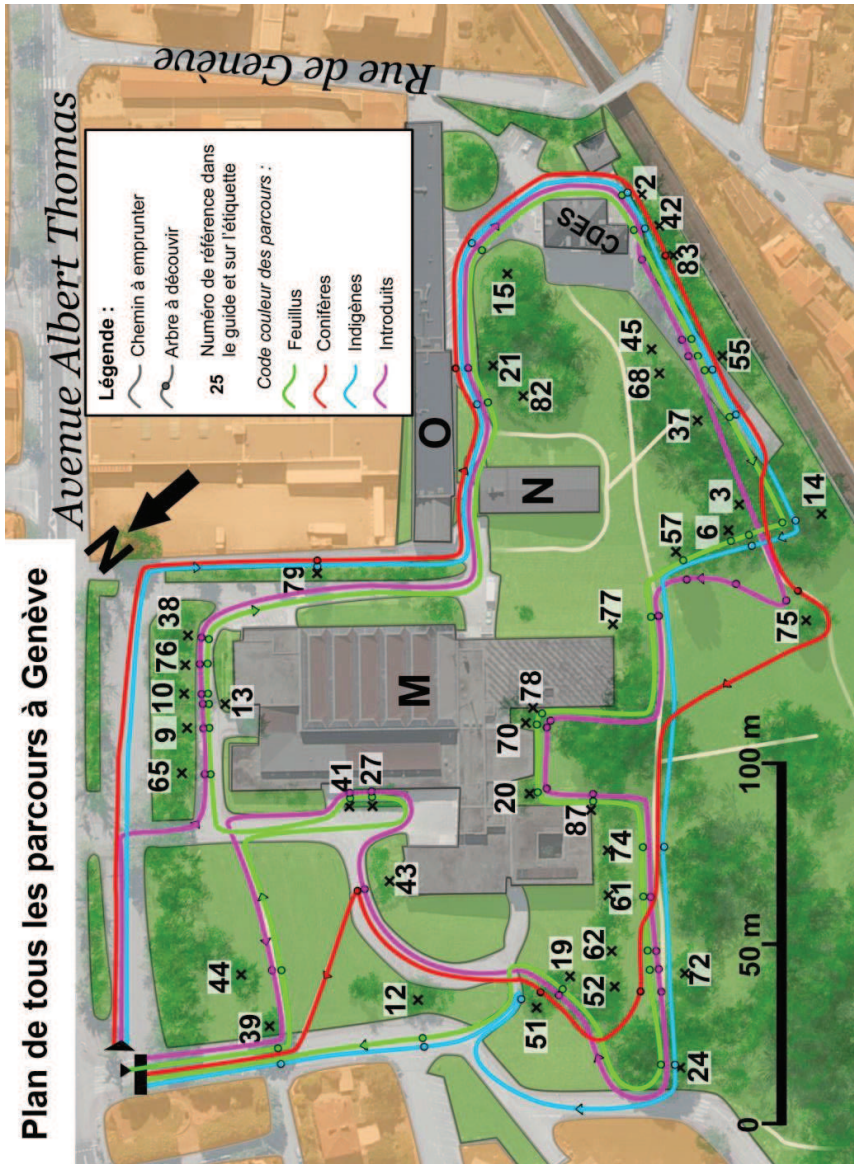 Plan de tous les parcours à Genève
Avenue Albert Thomas
Rue de Genève
Légende :
Chemin à emprunter
Arbre à découvrir
25 Numéro de référence dans
le guide et sur l'étiquette
Code couleur des parcours :
Feuillus
Conifères
Indigènes
Introduits
N
O
N
M
CDES
38
76
10
9
65
13
79
41
27
43
44
39
12
15
21
82
2
42
83
45
68
55
37
3
6
14
57
77
75
78
70
20
87
74
61
62
52
19
51
72
24
0
50 m
100 m